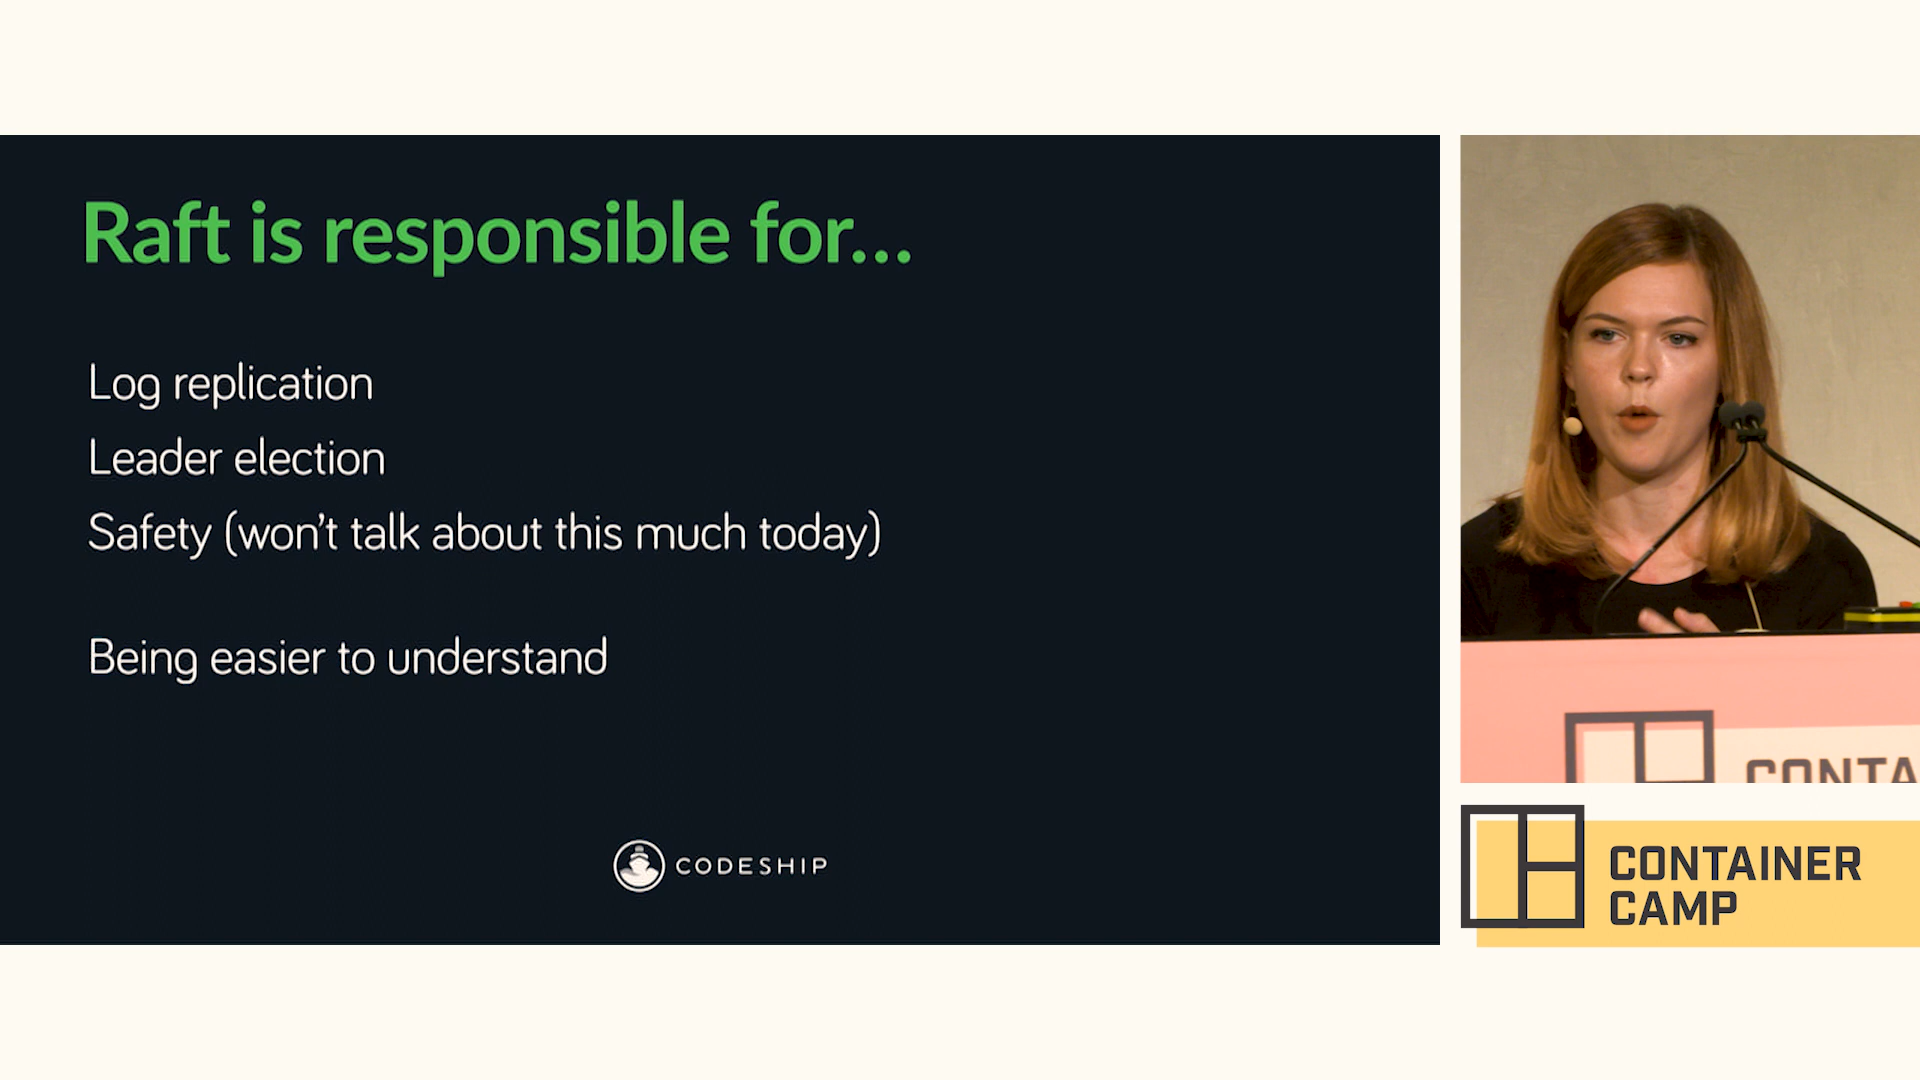 Raft is responsible for...
Log replication
Leader election
Safety (won't talk about this much today)
Being easier to understand
CODESHIP
CONTA
CONTAINER
CAMP